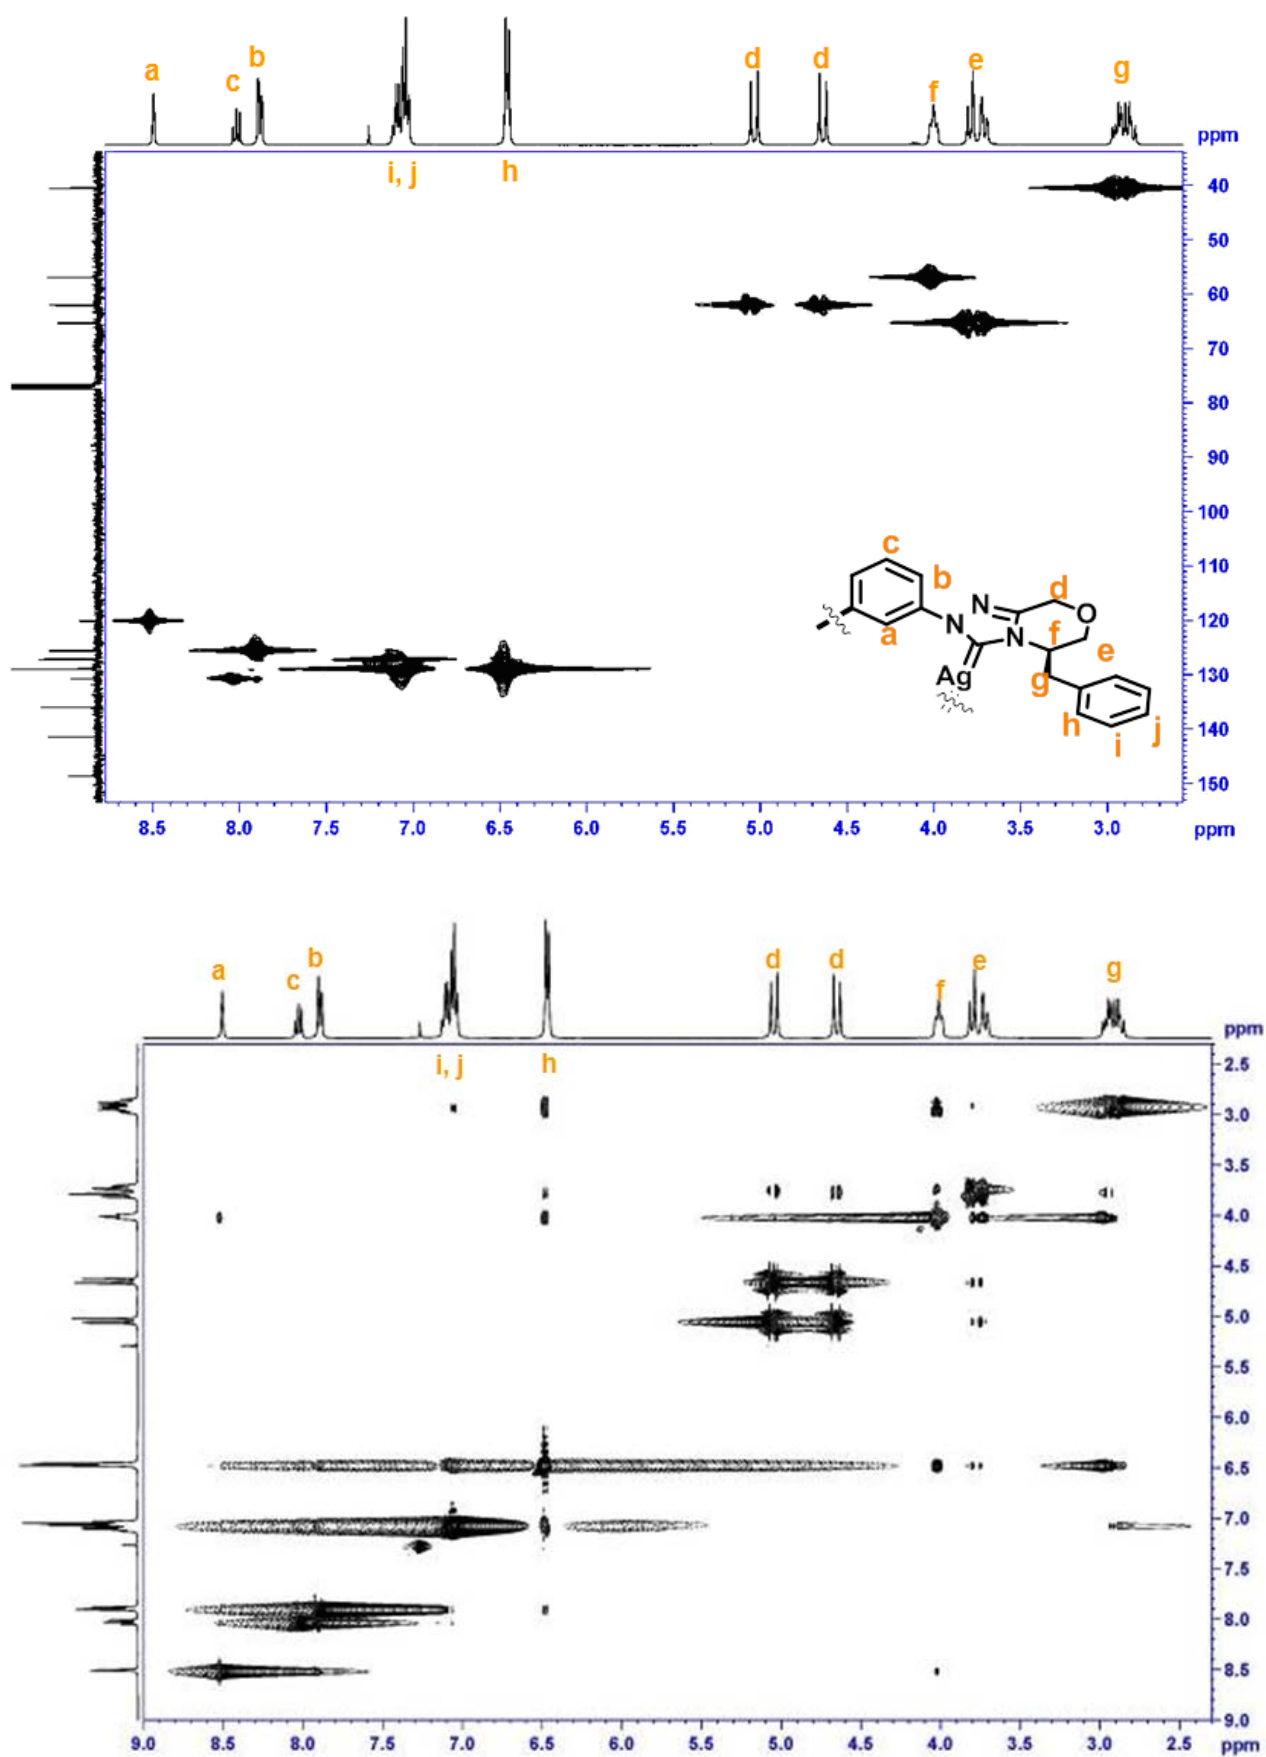 a c b d d e f g
ppm
i, j h
40
50
60
70
80
90
100
110
120
130
140
150
c
b N d
O
a N N f e
Ag g
h i j
8.5 8.0 7.5 7.0 6.5 6.0 5.5 5.0 4.5 4.0 3.5 3.0 ppm
a c b d d f e g
ppm
i, j h
2.5
3.0
3.5
4.0
4.5
5.0
5.5
6.0
6.5
7.0
7.5
8.0
8.5
9.0
9.0 8.5 8.0 7.5 7.0 6.5 6.0 5.5 5.0 4.5 4.0 3.5 3.0 2.5 ppm